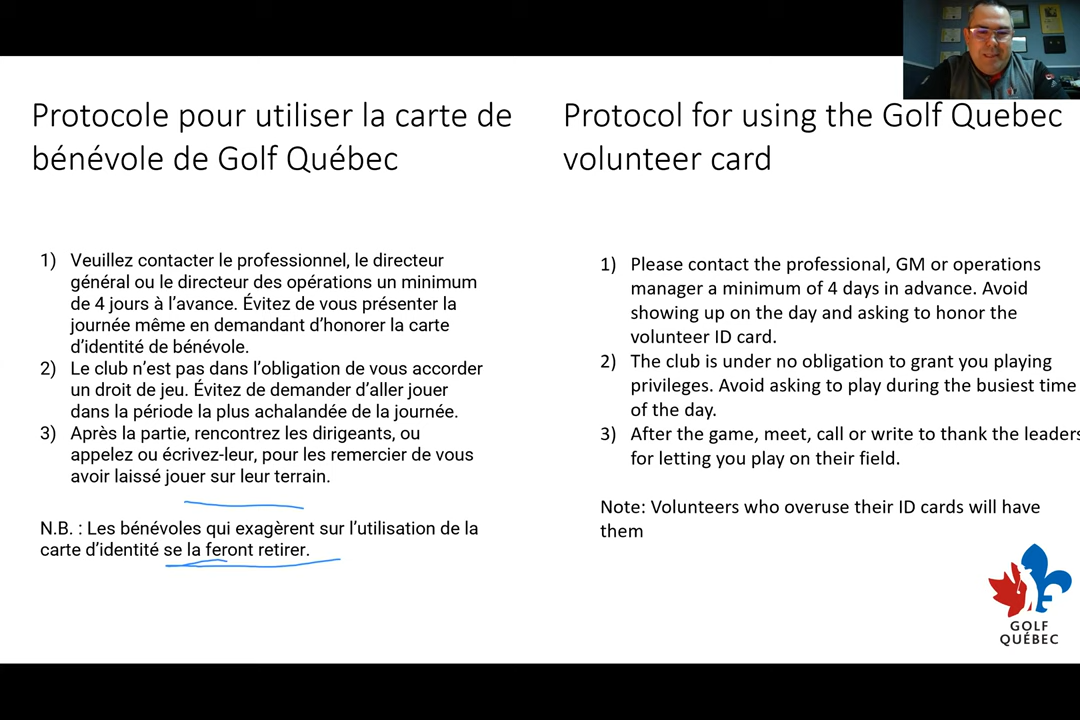 Protocole pour utiliser la carte de
bénévole de Golf Québec
1) Veuillez contacter le professionnel, le directeur
général ou le directeur des opérations un minimum
de 4 jours à l’avance. Évitez de vous présenter la
journée même en demandant d’honorer la carte
d’identité de bénévole.
2) Le club n’est pas dans l’obligation de vous accorder
un droit de jeu. Évitez de demander d’aller jouer
dans la période la plus achalandée de la journée.
3) Après la partie, rencontrez les dirigeants, ou
appelez ou écrivez-leur, pour les remercier de vous
avoir laissé jouer sur leur terrain.
N.B. : Les bénévoles qui exagèrent sur l’utilisation de la
carte d’identité se la feront retirer.
Protocol for using the Golf Quebec
volunteer card
1) Please contact the professional, GM or operations
manager a minimum of 4 days in advance. Avoid
showing up on the day and asking to honor the
volunteer ID card.
2) The club is under no obligation to grant you playing
privileges. Avoid asking to play during the busiest time
of the day.
3) After the game, meet, call or write to thank the leaders
for letting you play on their field.
Note: Volunteers who overuse their ID cards will have
them
GOLF
QUÉBEC